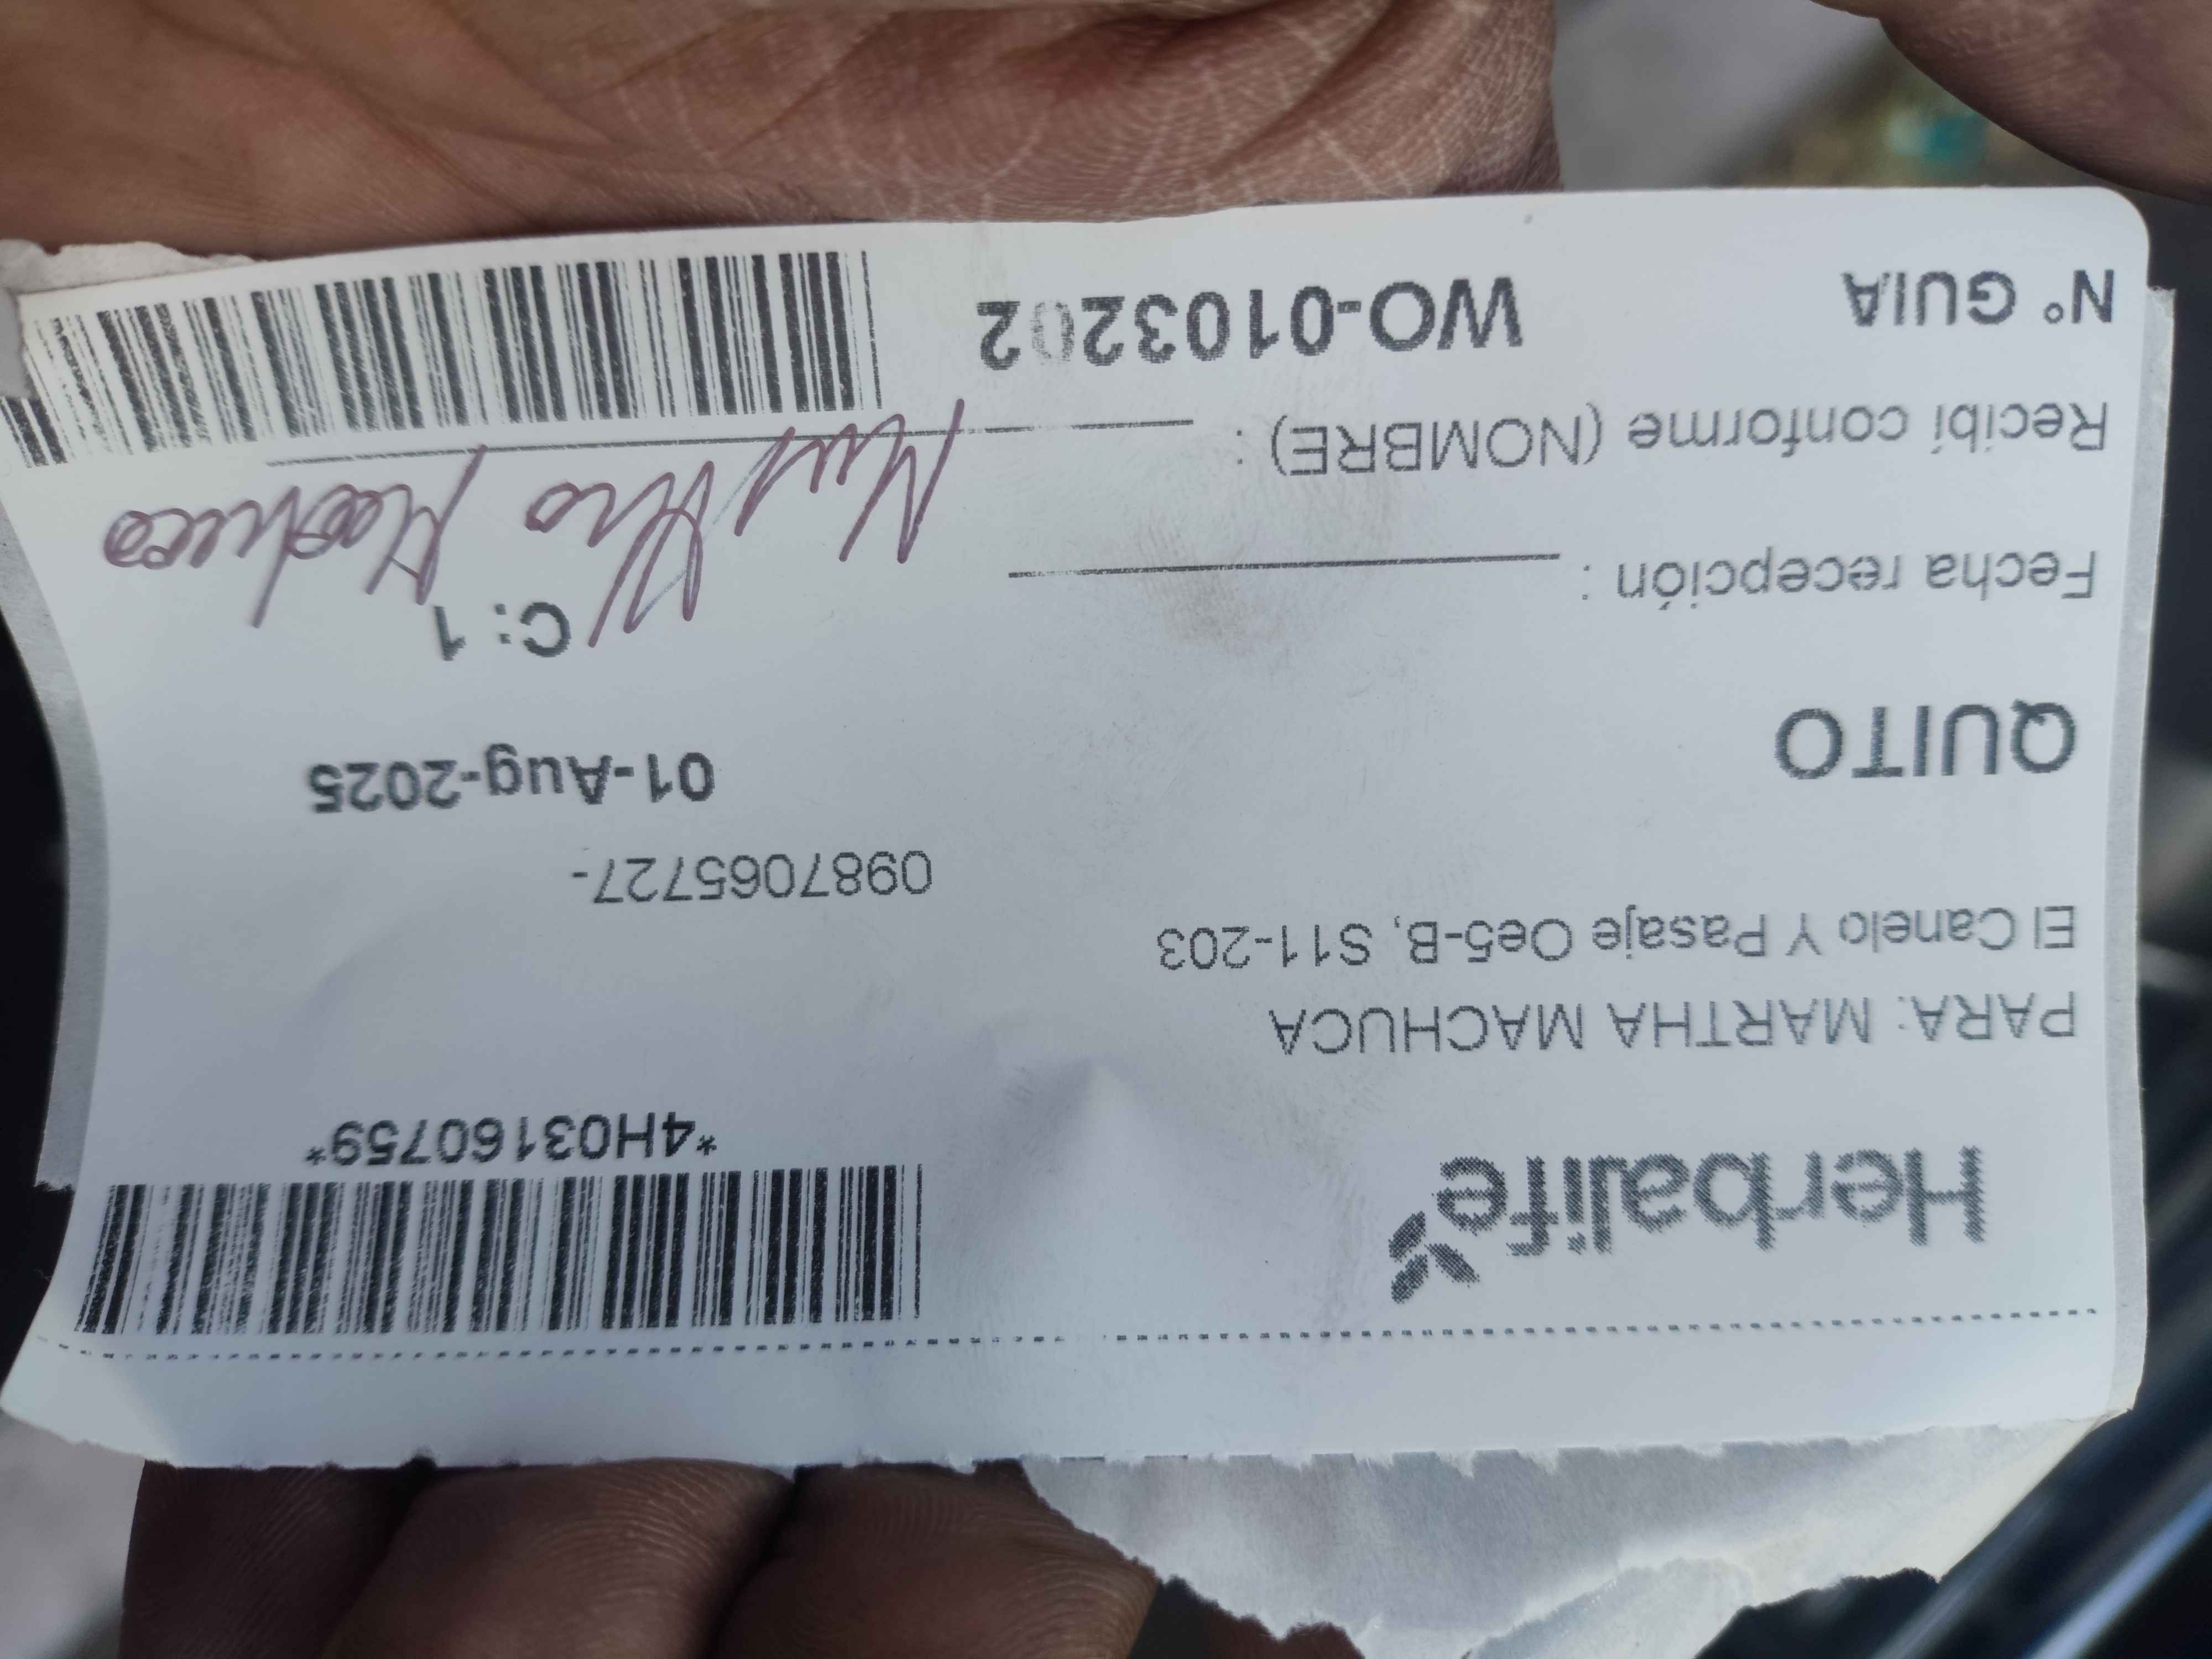 Herbalife
*4H03160759*
PARA: MARTHA MACHUCA
El Canelo Y Pasaje Oe5-B, S11-203
0987065727-
QUITO
01-Aug-2025
C: 1
Fecha recepción :
Recibí conforme (NOMBRE) :
N° GUIA WO-0103202